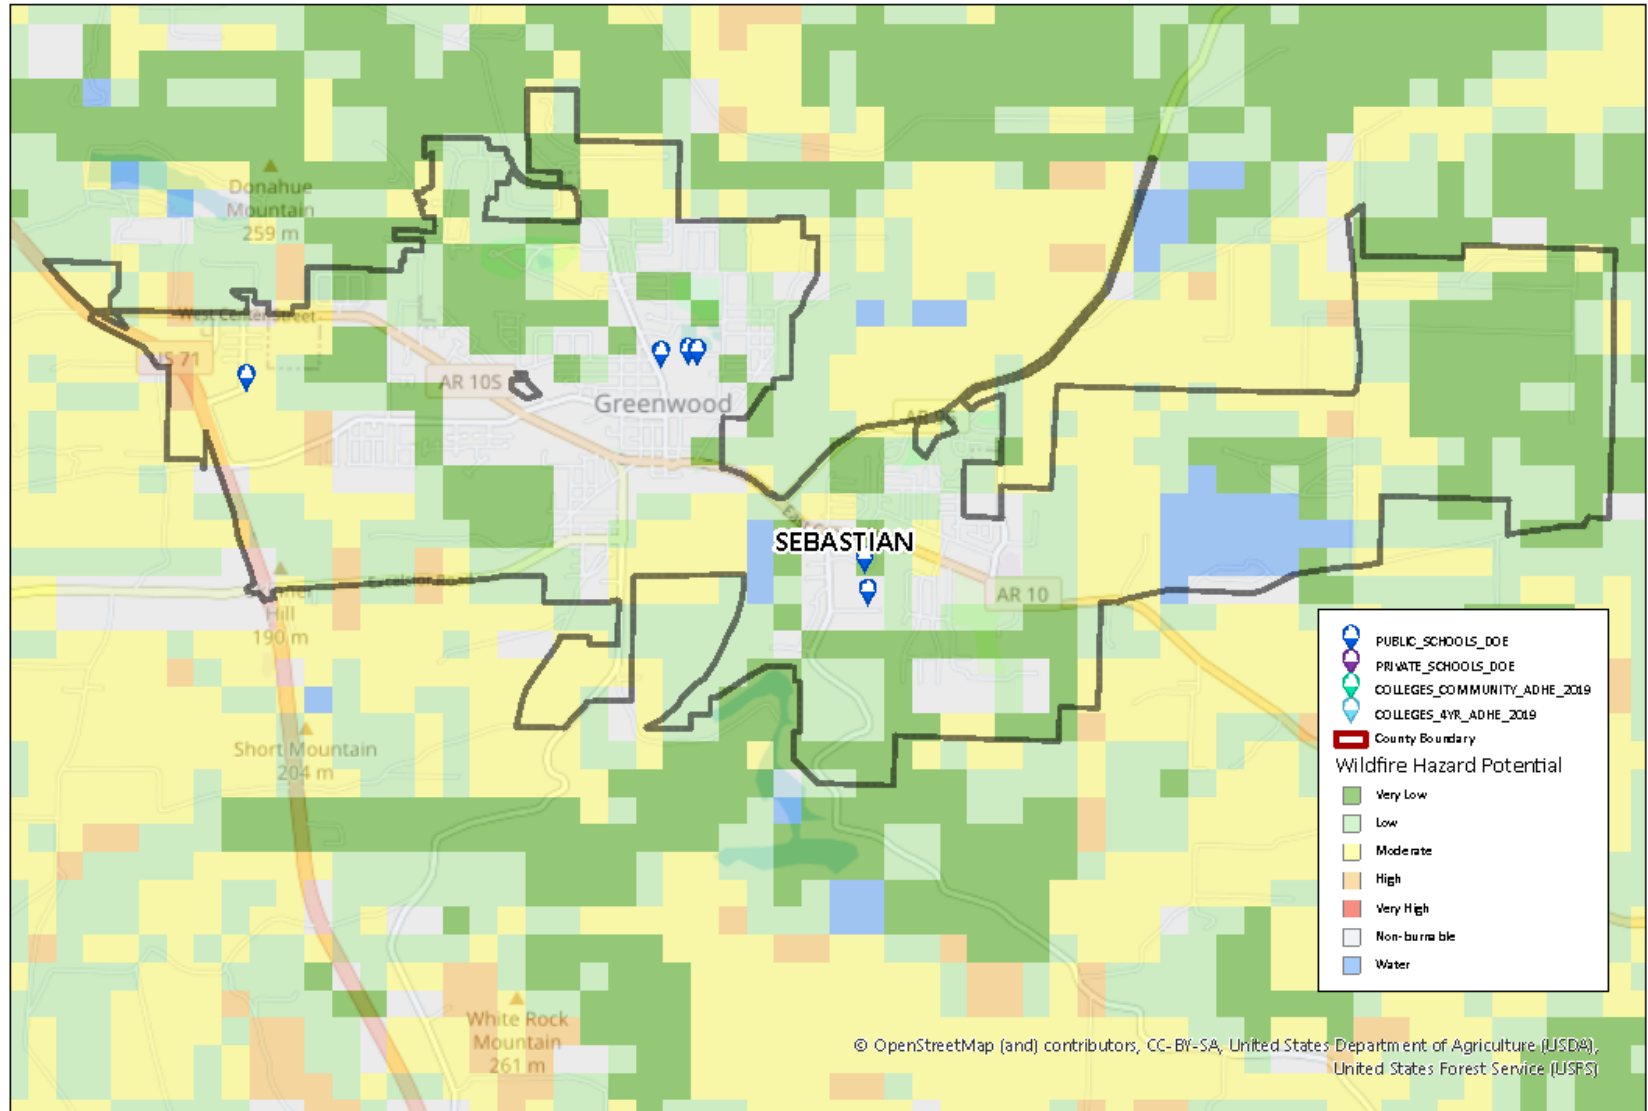 Donahue
Mountain
259 m
West Center Street
US 71
AR 10S
Greenwood
SEBASTIAN
AR 10
Excelsior Road
Hill
190 m
Short Mountain
204 m
White Rock
Mountain
261 m
PUBLIC_SCHOOLS_DOE
PRIVATE_SCHOOLS_DOE
COLLEGES_COMMUNITY_ADHE_2019
COLLEGES_4YR_ADHE_2019
County Boundary
Wildfire Hazard Potential
Very Low
Low
Moderate
High
Very High
Non-burnable
Water
© OpenStreetMap (and) contributors, CC-BY-SA, United States Department of Agriculture (USDA),
United States Forest Service (USFS)